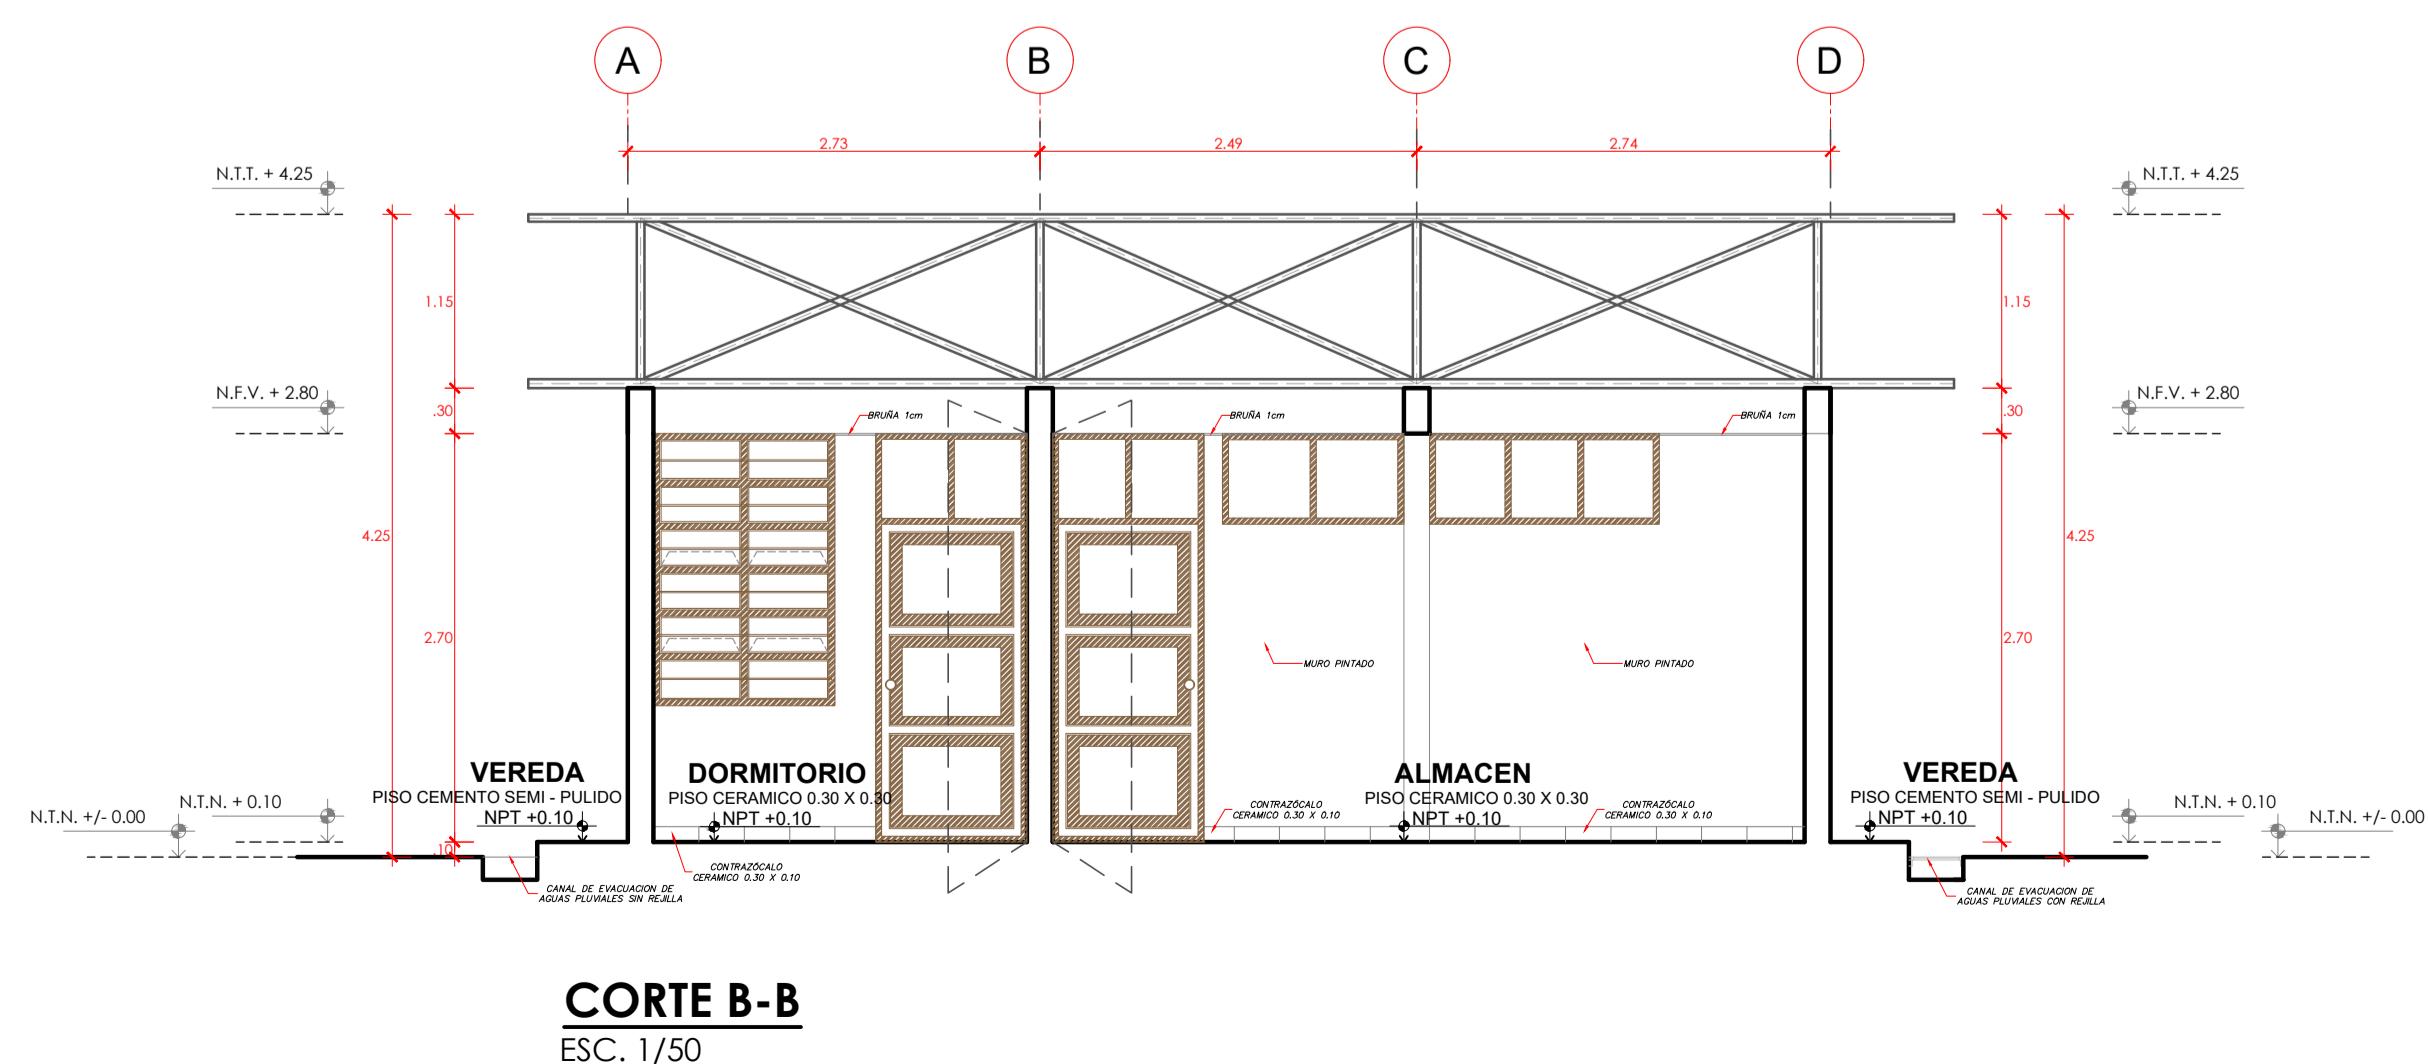 A
B
C
D
2.73
2.49
2.74
N.T.T. + 4.25
N.T.T. + 4.25
1.15
1.15
N.F.V. + 2.80
.30
BRUÑA 1cm
BRUÑA 1cm
BRUÑA 1cm
.30
N.F.V. + 2.80
4.25
4.25
2.70
2.70
MURO PINTADO
MURO PINTADO
VEREDA
PISO CEMENTO SEMI - PULIDO
NPT +0.10
DORMITORIO
PISO CERAMICO 0.30 X 0.30
NPT +0.10
ALMACEN
PISO CERAMICO 0.30 X 0.30
NPT +0.10
VEREDA
PISO CEMENTO SEMI - PULIDO
NPT +0.10
N.T.N. +/- 0.00
N.T.N. + 0.10
CONTRAZÓCALO
CERAMICO 0.30 X 0.10
CONTRAZÓCALO
CERAMICO 0.30 X 0.10
N.T.N. + 0.10
N.T.N. +/- 0.00
.10
CONTRAZÓCALO
CERAMICO 0.30 X 0.10
CANAL DE EVACUACION DE
AGUAS PLUVIALES SIN REJILLA
CANAL DE EVACUACION DE
AGUAS PLUVIALES CON REJILLA
CORTE B-B
ESC. 1/50